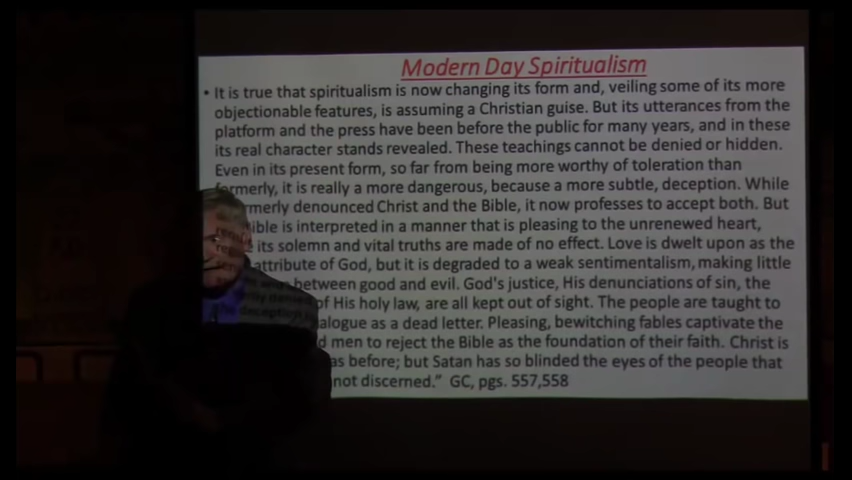 Modern Day Spiritualism
• It is true that spiritualism is now changing its form and, veiling some of its more
objectionable features, is assuming a Christian guise. But its utterances from the
platform and the press have been before the public for many years, and in these
its real character stands revealed. These teachings cannot be denied or hidden.
Even in its present form, so far from being more worthy of toleration than
formerly, it is really a more dangerous, because a more subtle, deception. While
rmerly denounced Christ and the Bible, it now professes to accept both. But
ible is interpreted in a manner that is pleasing to the unrenewed heart,
its solemn and vital truths are made of no effect. Love is dwelt upon as the
attribute of God, but it is degraded to a weak sentimentalism, making little
between good and evil. God's justice, His denunciations of sin, the
of His holy law, are all kept out of sight. The people are taught to
alogue as a dead letter. Pleasing, bewitching fables captivate the
d men to reject the Bible as the foundation of their faith. Christ is
as before; but Satan has so blinded the eyes of the people that
not discerned.” GC, pgs. 557,558